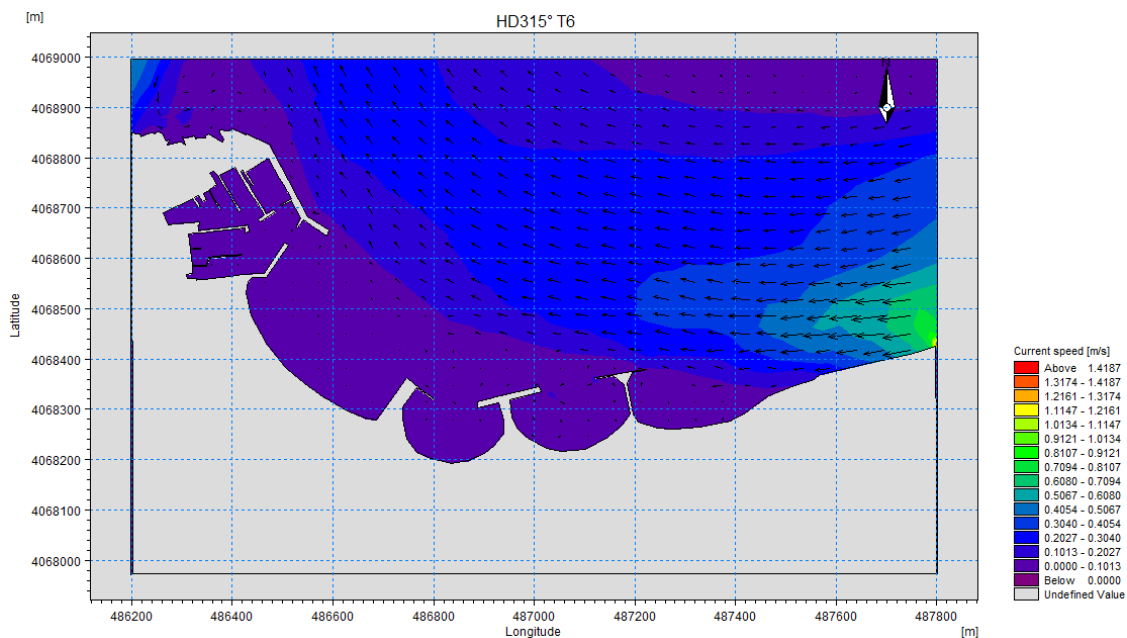 HD315° T6
[m]
4069000
4068900
4068800
4068700
4068600
4068500
4068400
4068300
4068200
4068100
4068000
Latitude
486200 486400 486600 486800 487000 487200 487400 487600 487800
Longitude
[m]
Current speed [m/s]
Above 1.4187
1.3174 - 1.4187
1.2161 - 1.3174
1.1147 - 1.2161
1.0134 - 1.1147
0.9121 - 1.0134
0.8107 - 0.9121
0.7094 - 0.8107
0.6080 - 0.7094
0.5067 - 0.6080
0.4054 - 0.5067
0.3040 - 0.4054
0.2027 - 0.3040
0.1013 - 0.2027
0.0000 - 0.1013
Below 0.0000
Undefined Value